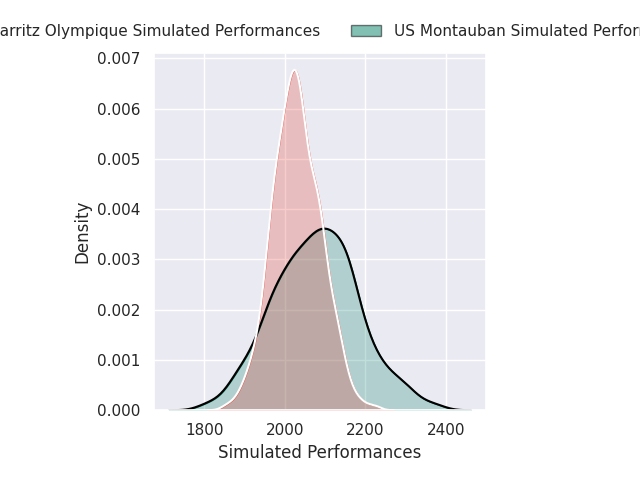 arritz Olympique Simulated Performances US Montauban Simulated Perfor
0.007
0.006
0.005
0.004
0.003
0.002
0.001
0.000
Density
1800 2000 2200 2400
Simulated Performances